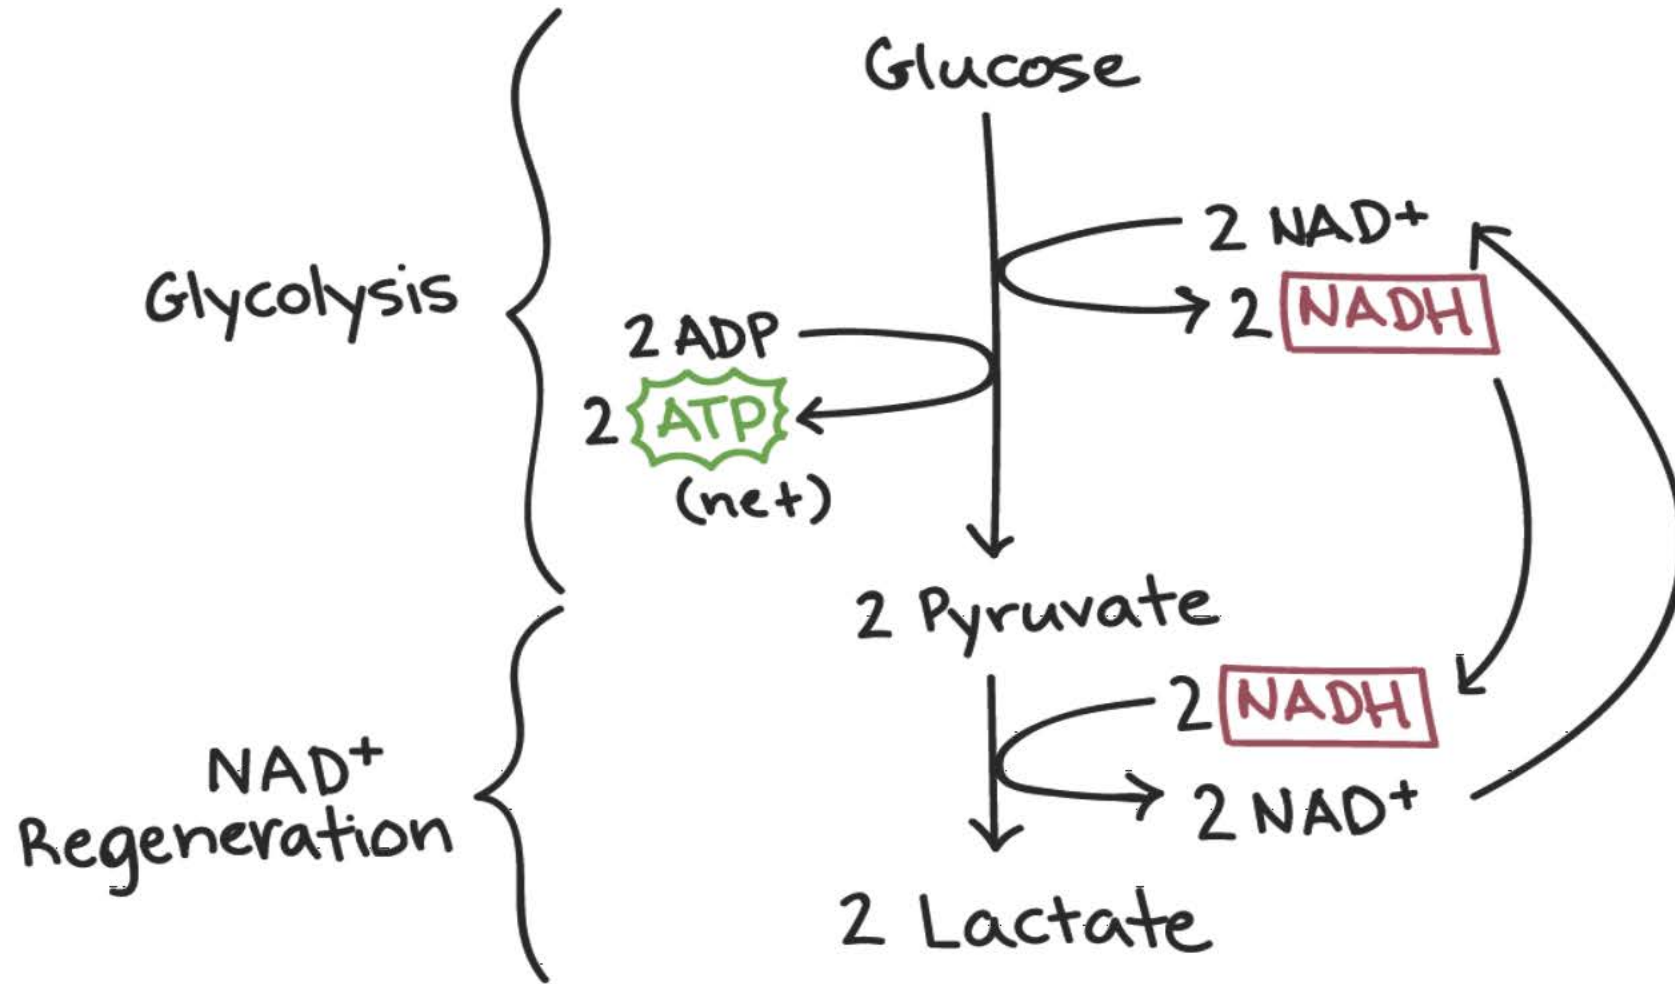 Glucose
2 NAD+
2 NADH
Glycolysis
2 ADP
2 ATP
(net)
2 Pyruvate
2 NADH
NAD+
Regeneration
2 NAD+
2 Lactate